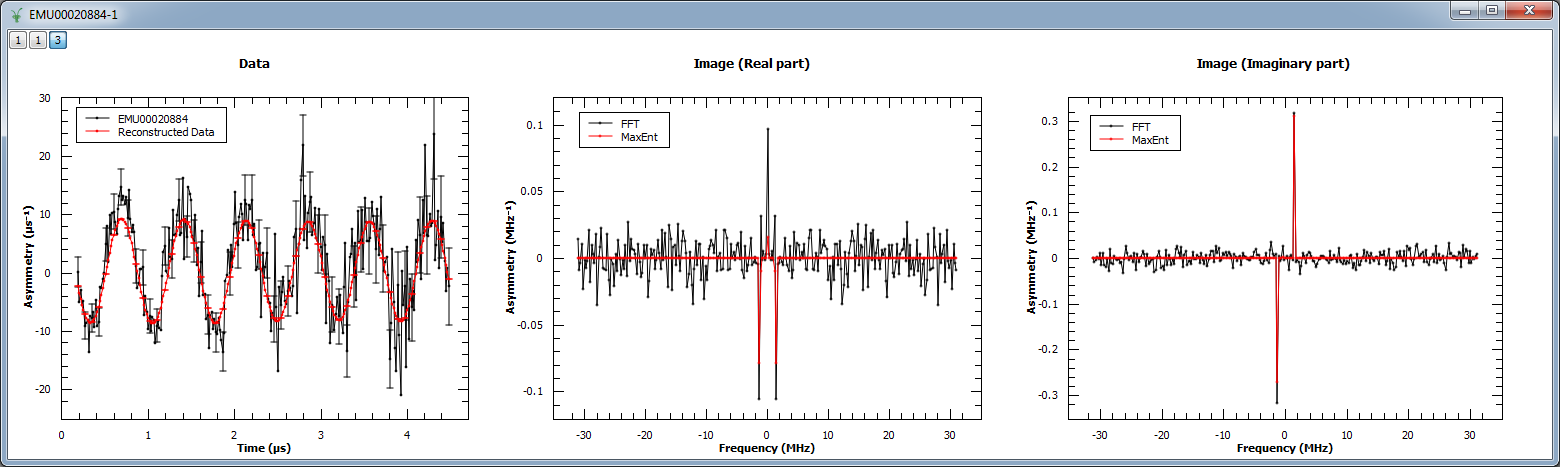 EMU00020884-1
1 1 3
Data
30
20
10
0
-10
-20
Asymmetry (μs⁻¹)
EMU00020884
Reconstructed Data
0 1 2 3 4
Time (μs)
Image (Real part)
0.1
0.05
0
-0.05
-0.1
Asymmetry (MHz⁻¹)
FFT
MaxEnt
-30 -20 -10 0 10 20 30
Frequency (MHz)
Image (Imaginary part)
0.3
0.2
0.1
0
-0.1
-0.2
-0.3
Asymmetry (MHz⁻¹)
FFT
MaxEnt
-30 -20 -10 0 10 20 30
Frequency (MHz)